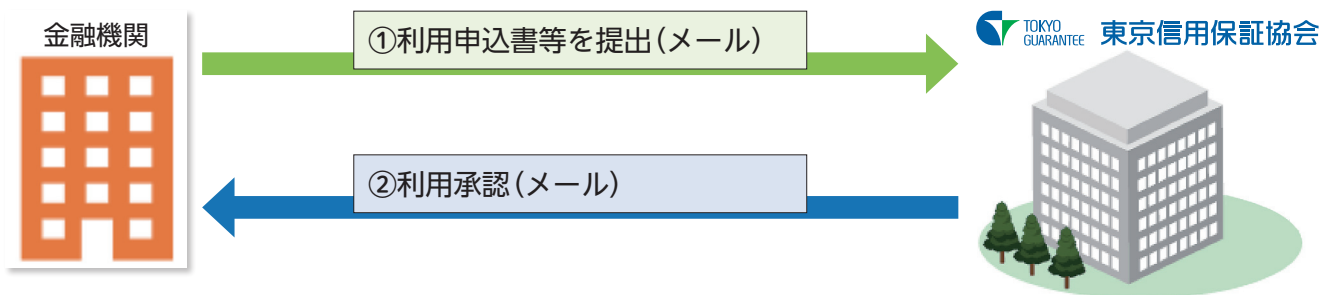 金融機関
①利用申込書等を提出(メール)
TOKYO
GUARANTEE
東京信用保証協会
②利用承認(メール)